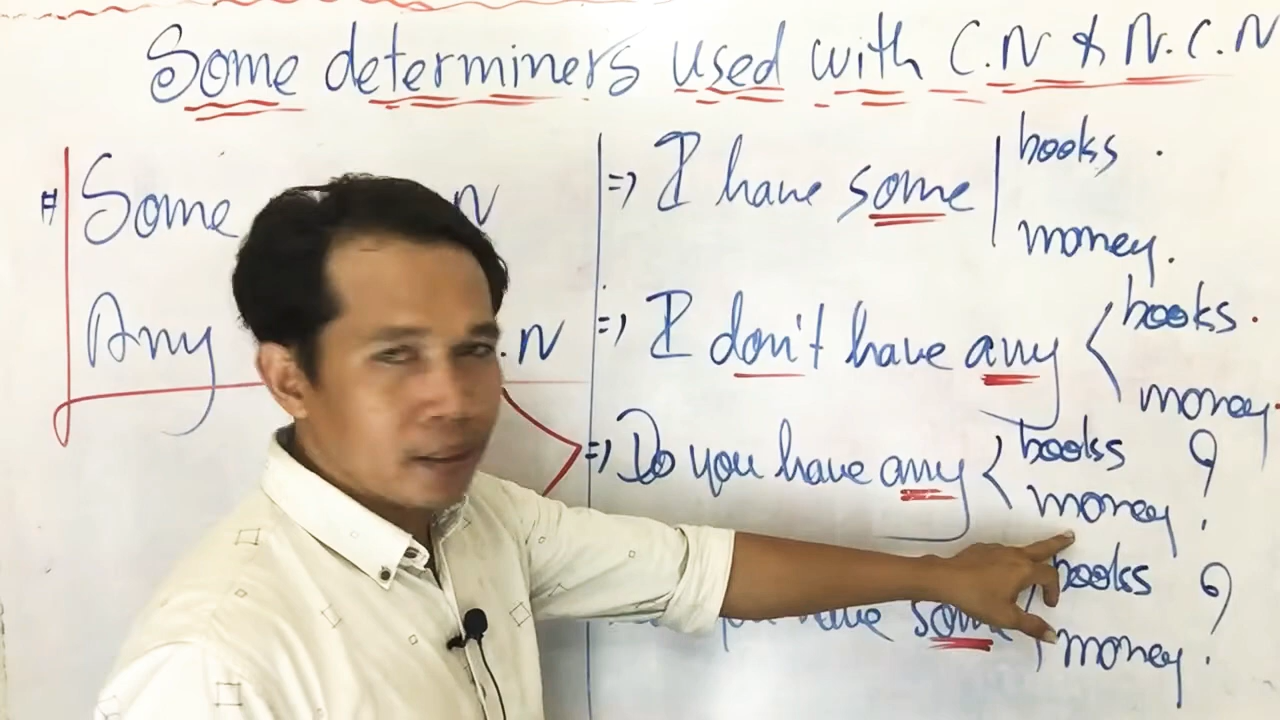 Some determiners used with C.N & N.C.N
# Some N
=> I have some books.
money.
Any .N
=> I don't have any books.
money.
=> Do you have any books
money ?
have some books
money ?